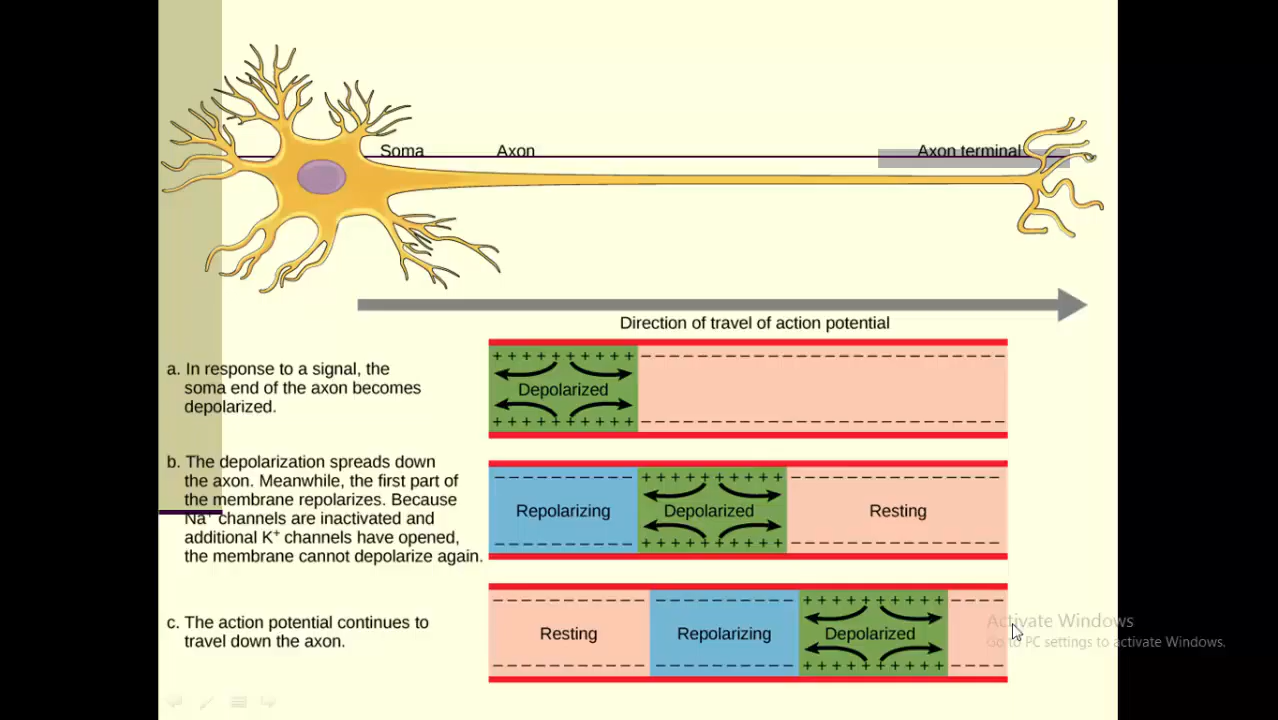 Soma
Axon
Axon terminal
Direction of travel of action potential
a. In response to a signal, the
soma end of the axon becomes
depolarized.
+ + + + + + + + + +
Depolarized
+ + + + + + + + + +
b. The depolarization spreads down
the axon. Meanwhile, the first part of
the membrane repolarizes. Because
Na⁺ channels are inactivated and
additional K⁺ channels have opened,
the membrane cannot depolarize again.
+ + + + + + + + + +
Repolarizing
Depolarized
Resting
+ + + + + + + + + +
c. The action potential continues to
travel down the axon.
+ + + + + + + + + +
Resting
Repolarizing
Depolarized
+ + + + + + + + + +
Activate Windows
Go to PC settings to activate Windows.